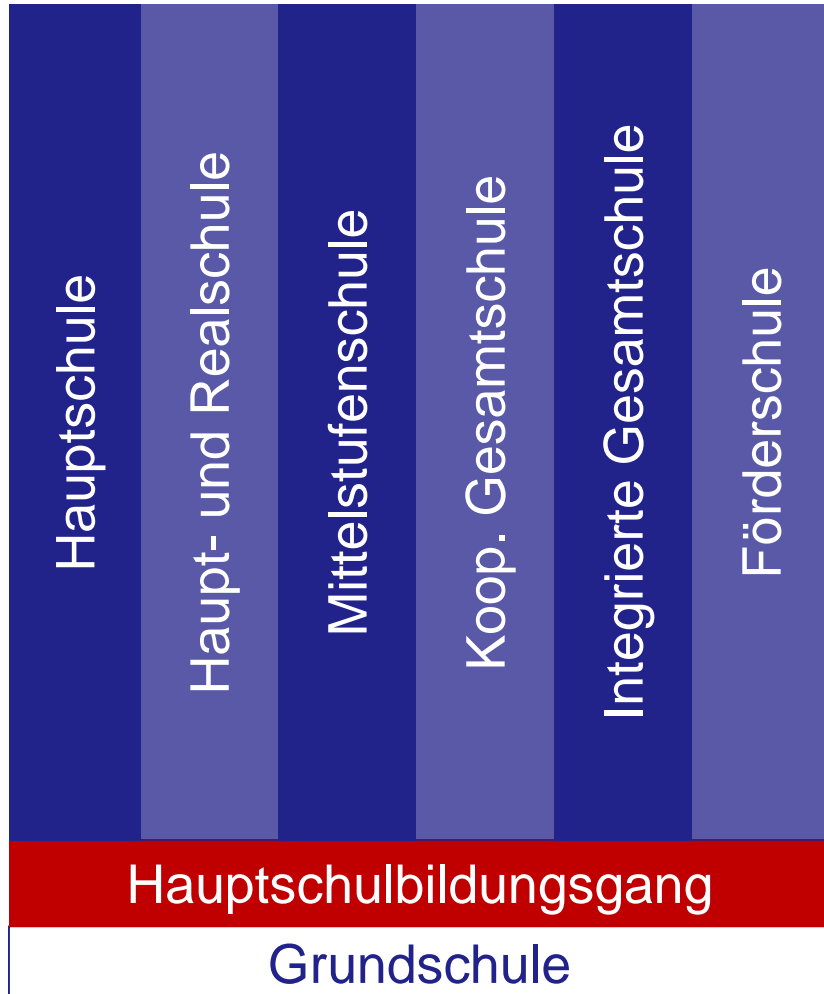 Hauptschule
Haupt- und Realschule
Mittelstufenschule
Koop. Gesamtschule
Integrierte Gesamtschule
Förderschule
Hauptschulbildungsgang
Grundschule